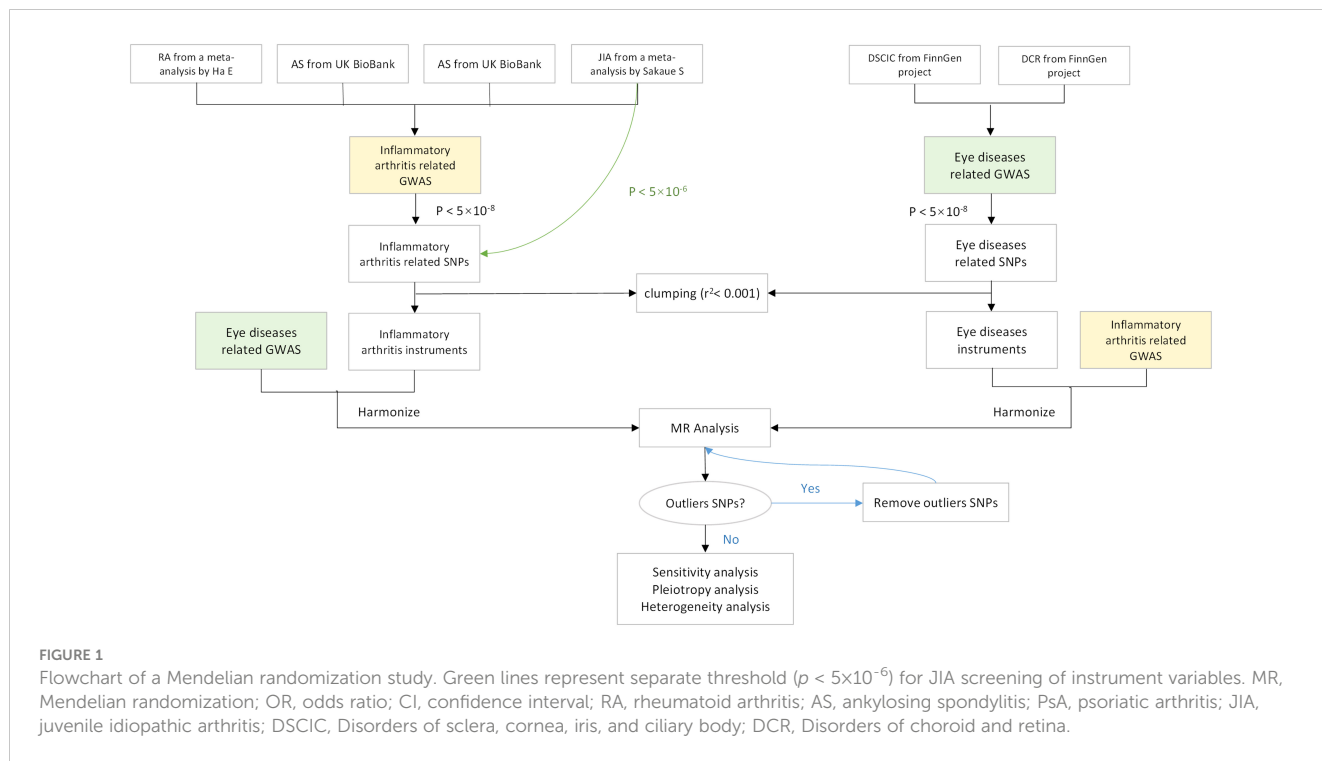 RA from a meta-
analysis by Ha E
AS from UK BioBank
AS from UK BioBank
JIA from a meta-
analysis by Sakaue S
DSCIC from FinnGen
project
DCR from FinnGen
project
Inflammatory
arthritis related
GWAS
Eye diseases
related GWAS
P < 5×10⁻⁶
P < 5×10⁻⁸
P < 5×10⁻⁸
Inflammatory
arthritis related SNPs
Eye diseases
related SNPs
clumping (r²< 0.001)
Eye diseases
related GWAS
Inflammatory
arthritis instruments
Eye diseases
instruments
Inflammatory
arthritis related
GWAS
Harmonize
Harmonize
MR Analysis
Outliers SNPs?
Yes
Remove outliers SNPs
No
Sensitivity analysis
Pleiotropy analysis
Heterogeneity analysis
FIGURE 1
Flowchart of a Mendelian randomization study. Green lines represent separate threshold (p < 5×10⁻⁶) for JIA screening of instrument variables. MR,
Mendelian randomization; OR, odds ratio; CI, confidence interval; RA, rheumatoid arthritis; AS, ankylosing spondylitis; PsA, psoriatic arthritis; JIA,
juvenile idiopathic arthritis; DSCIC, Disorders of sclera, cornea, iris, and ciliary body; DCR, Disorders of choroid and retina.